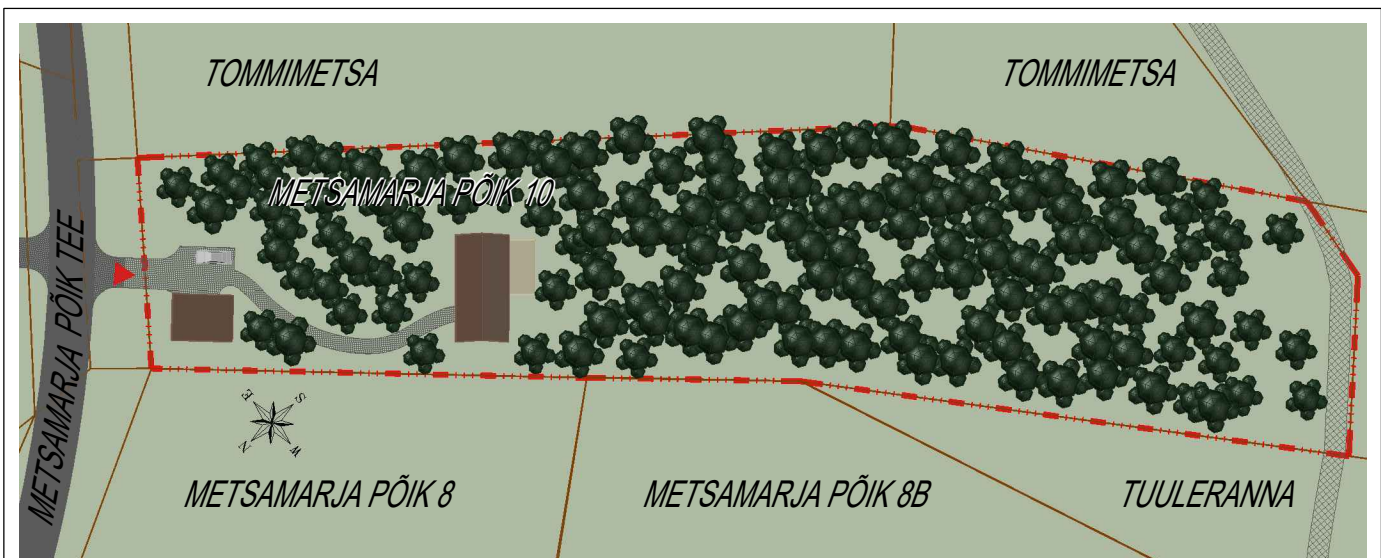 TOMMIMETSA
TOMMIMETSA
METSAMARJA PÕIK 10
METSAMARJA PÕIK TEE
E
S
N
W
METSAMARJA PÕIK 8
METSAMARJA PÕIK 8B
TUULERANNA